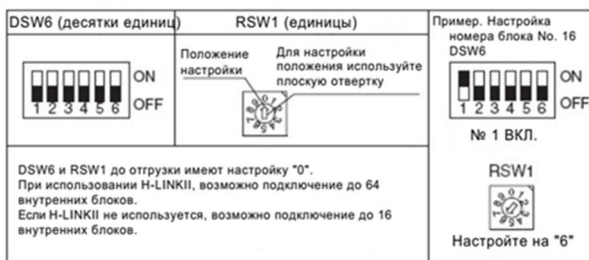 DSW6 (десятки единиц)
ON
OFF
1 2 3 4 5 6
RSW1 (единицы)
Положение
настройки
Для настройки
положения используйте
плоскую отвертку
DSW6 и RSW1 до отгрузки имеют настройку "0".
При использовании H-LINKII, возможно подключение до 64
внутренних блоков.
Если H-LINKII не используется, возможно подключение до 16
внутренних блоков.
Пример. Настройка
номера блока No. 16
DSW6
ON
OFF
1 2 3 4 5 6
№ 1 ВКЛ.
RSW1
Настройте на "6"